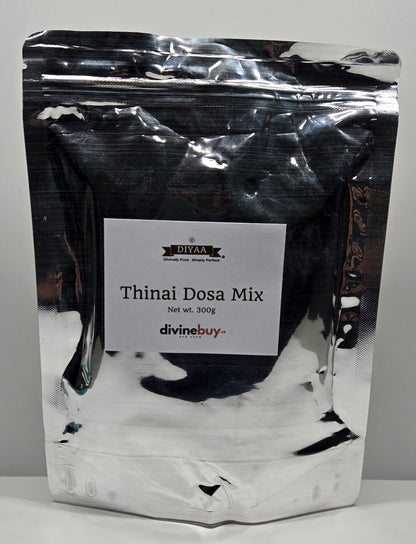 DIYAA
Divinely Pure . Simply Perfect
Thinai Dosa Mix
Net wt. 300g
divinebuy